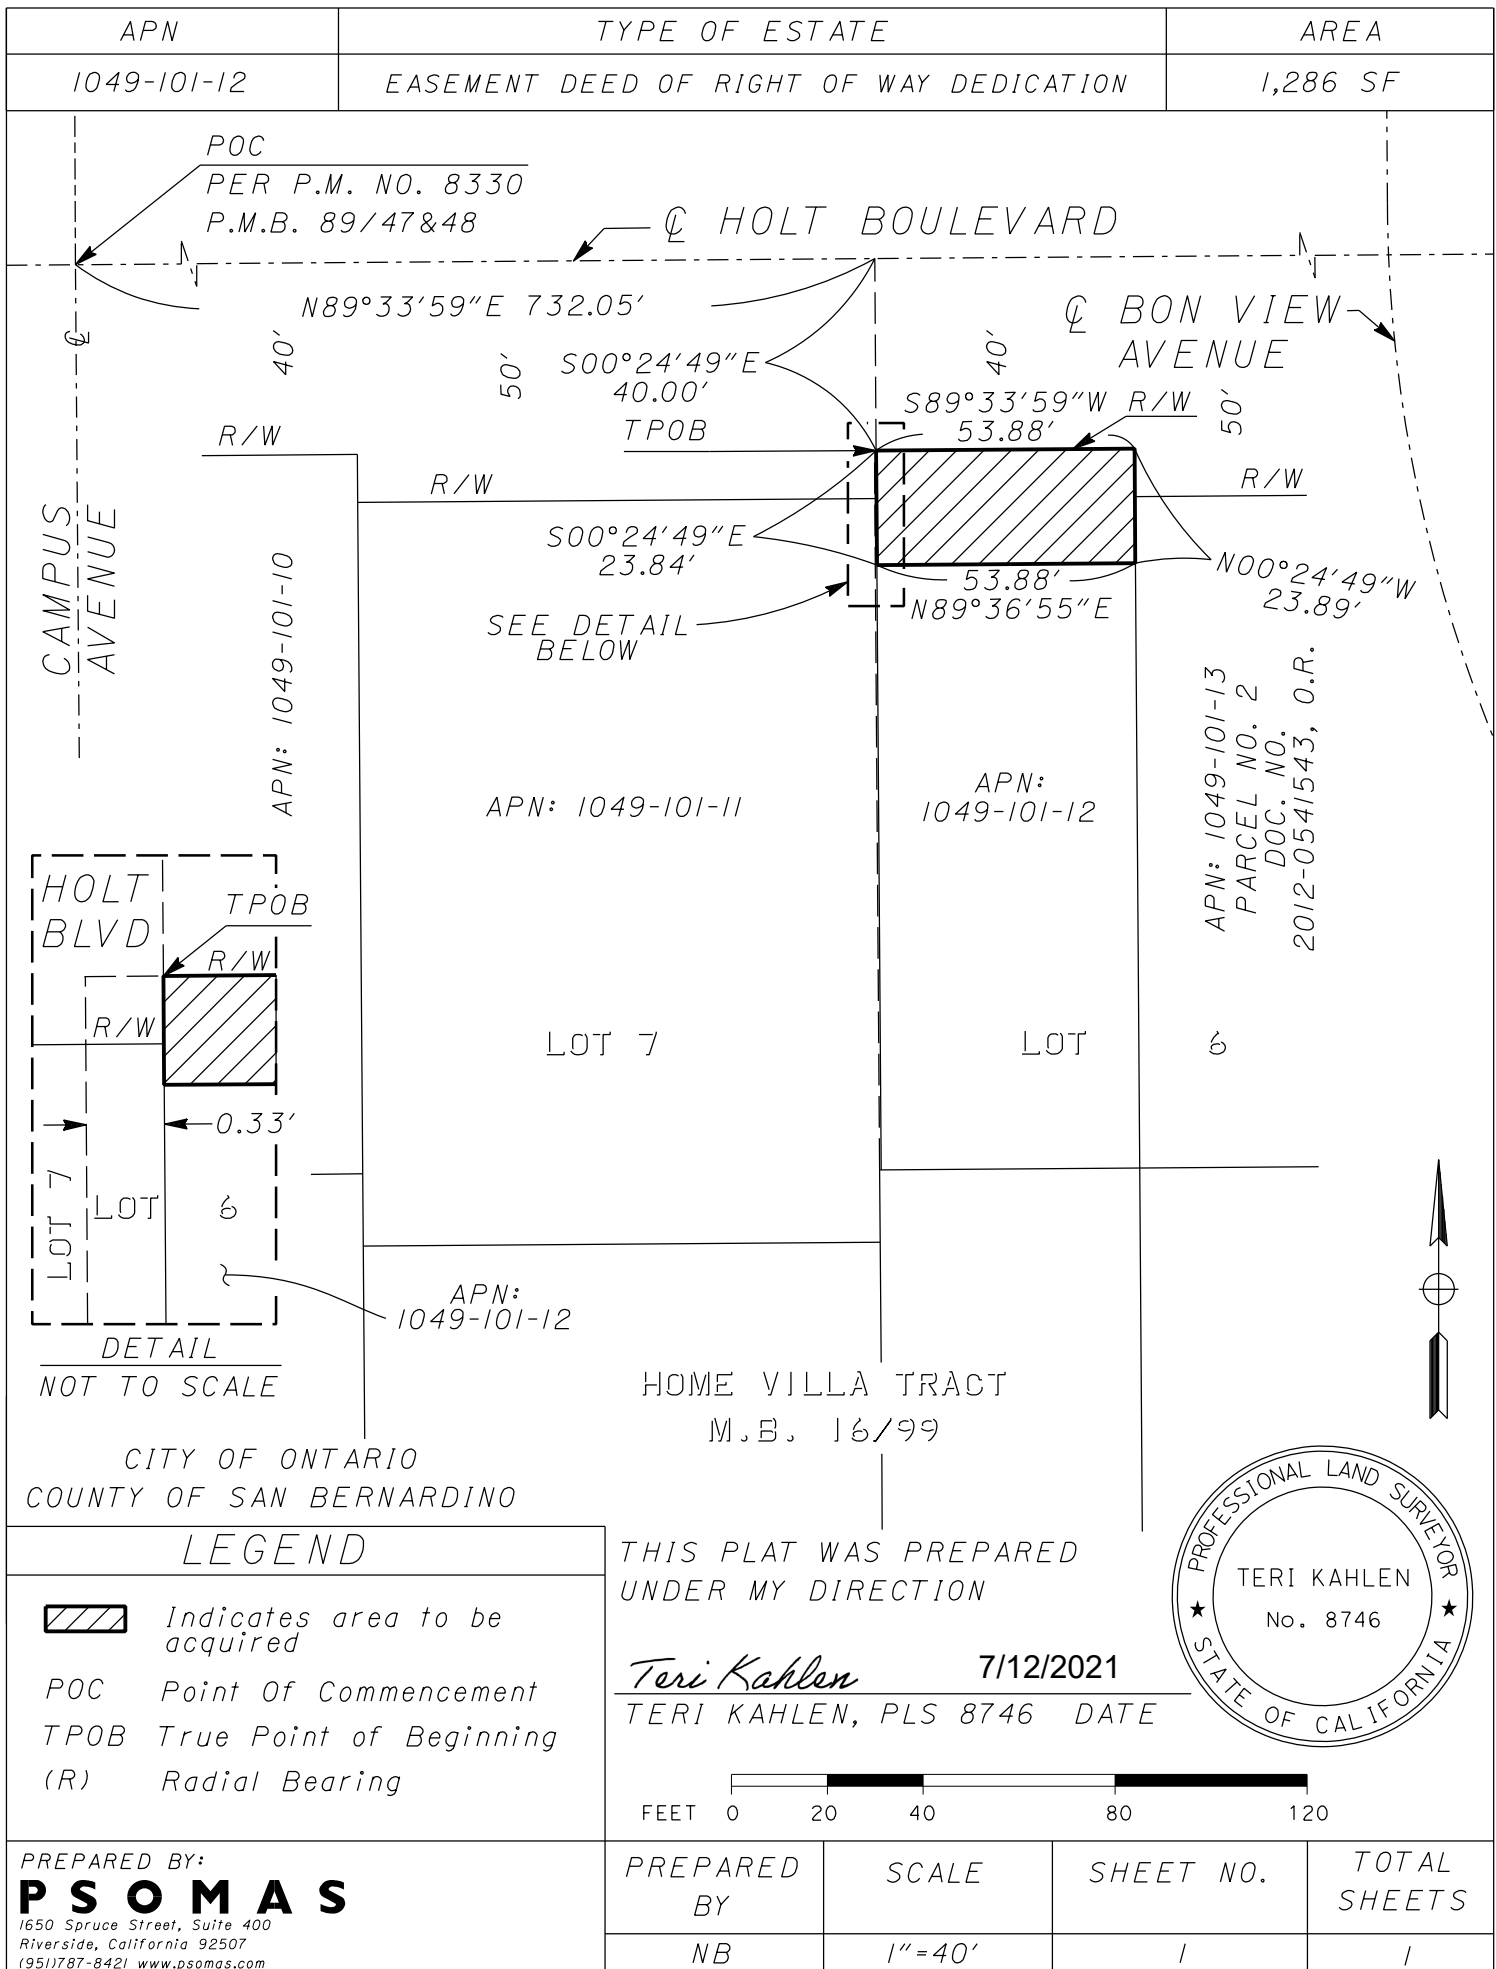 APN
TYPE OF ESTATE
AREA
1049-101-12
EASEMENT DEED OF RIGHT OF WAY DEDICATION
1,286 SF
POC
PER P.M. NO. 8330
P.M.B. 89/47&48
℄ HOLT BOULEVARD
N89°33'59"E 732.05'
℄ BON VIEW
AVENUE
℄
40'
50'
S00°24'49"E
40.00'
40'
S89°33'59"W
53.88'
R/W
50'
TPOB
R/W
R/W
R/W
CAMPUS
AVENUE
APN: 1049-101-10
S00°24'49"E
23.84'
53.88'
N89°36'55"E
N00°24'49"W
23.89'
SEE DETAIL
BELOW
APN: 1049-101-13
PARCEL NO. 2
DOC. NO.
2012-0541543, O.R.
APN: 1049-101-11
APN:
1049-101-12
HOLT
BLVD
TPOB
R/W
R/W
LOT 7
LOT 6
0.33'
LOT 7
LOT 6
APN:
1049-101-12
DETAIL
NOT TO SCALE
HOME VILLA TRACT
M.B. 16/99
CITY OF ONTARIO
COUNTY OF SAN BERNARDINO
LEGEND
Indicates area to be
acquired
POC Point Of Commencement
TPOB True Point of Beginning
(R) Radial Bearing
THIS PLAT WAS PREPARED
UNDER MY DIRECTION
Teri Kahlen 7/12/2021
TERI KAHLEN, PLS 8746 DATE
PROFESSIONAL LAND SURVEYOR
TERI KAHLEN
No. 8746
★ STATE OF CALIFORNIA ★
FEET 0 20 40 80 120
PREPARED BY:
PSOMAS
1650 Spruce Street, Suite 400
Riverside, California 92507
(951)787-8421 www.psomas.com
PREPARED
BY
SCALE
SHEET NO.
TOTAL
SHEETS
NB
1"=40'
1
1